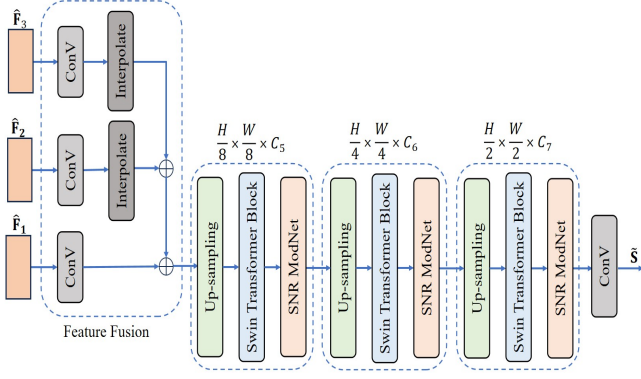 F̂₃
ConV
Interpolate
F̂₂
ConV
Interpolate
F̂₁
ConV
Feature Fusion
H/8 × W/8 × C₅
Up-sampling
Swin Transformer Block
SNR ModNet
H/4 × W/4 × C₆
Up-sampling
Swin Transformer Block
SNR ModNet
H/2 × W/2 × C₇
Up-sampling
Swin Transformer Block
SNR ModNet
ConV
S̃